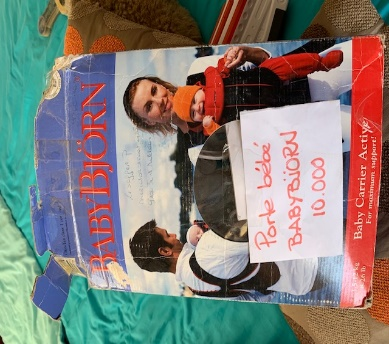 BABYBJÖRN
Porte bébé
BABYBJÖRN
10.000
Baby Carrier Active
For maximum support!